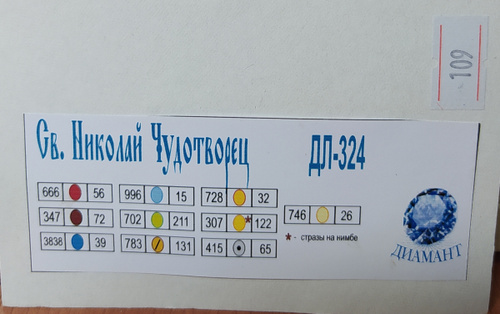 109
Св. Николай Чудотворец ДЛ-324
666 56 996 15 728 32
347 72 702 211 307 * 122 746 26
3838 39 783 131 415 65 * - стразы на нимбе
ДИАМАНТ